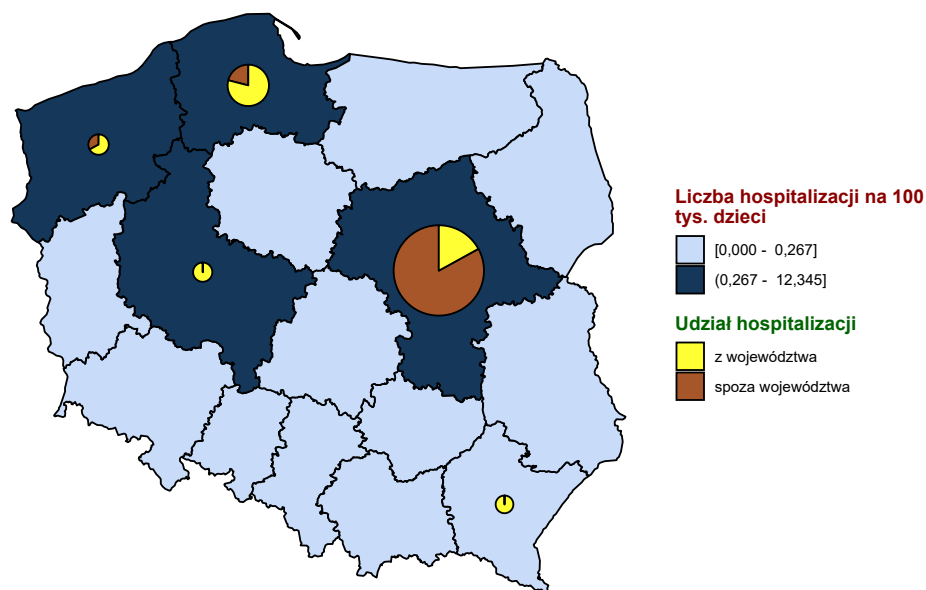 Liczba hospitalizacji na 100
tys. dzieci
[0,000 - 0,267]
(0,267 - 12,345]
Udział hospitalizacji
z województwa
spoza województwa